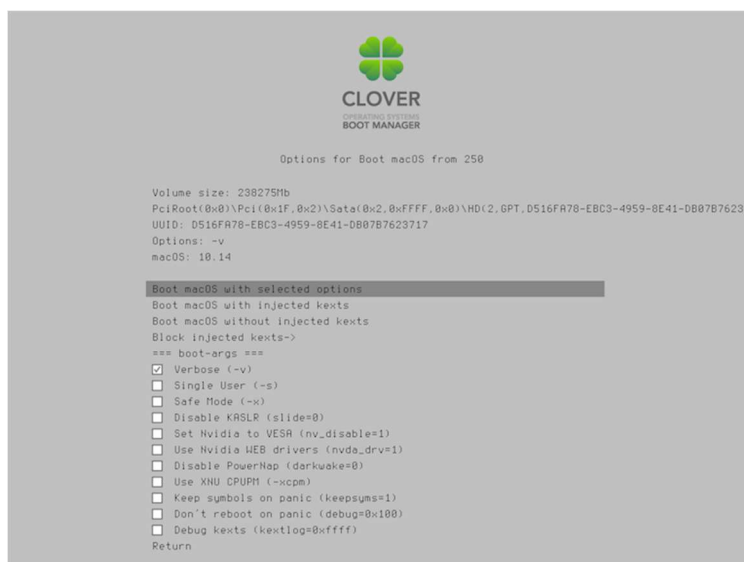 CLOVER
OPERATING SYSTEMS
BOOT MANAGER
Options for Boot macOS from 250
Volume size: 238275Mb
PciRoot(0x0)\Pci(0x1F,0x2)\Sata(0x2,0xFFFF,0x0)\HD(2,GPT,D516FA78-EBC3-4959-8E41-DB07B7623
UUID: D516FA78-EBC3-4959-8E41-DB07B7623717
Options: -v
macOS: 10.14
Boot macOS with selected options
Boot macOS with injected kexts
Boot macOS without injected kexts
Block injected kexts->
=== boot-args ===
Verbose (-v)
Single User (-s)
Safe Mode (-x)
Disable KASLR (slide=0)
Set Nvidia to VESA (nv_disable=1)
Use Nvidia WEB drivers (nvda_drv=1)
Disable PowerNap (darkwake=0)
Use XNU CPUPM (-xcpm)
Keep symbols on panic (keepsyms=1)
Don't reboot on panic (debug=0x100)
Debug kexts (kextlog=0xffff)
Return